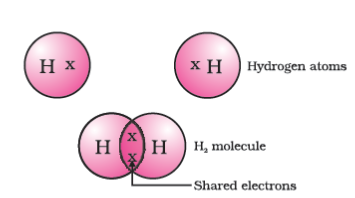 H x
x H
Hydrogen atoms
H x x H
H₂ molecule
Shared electrons